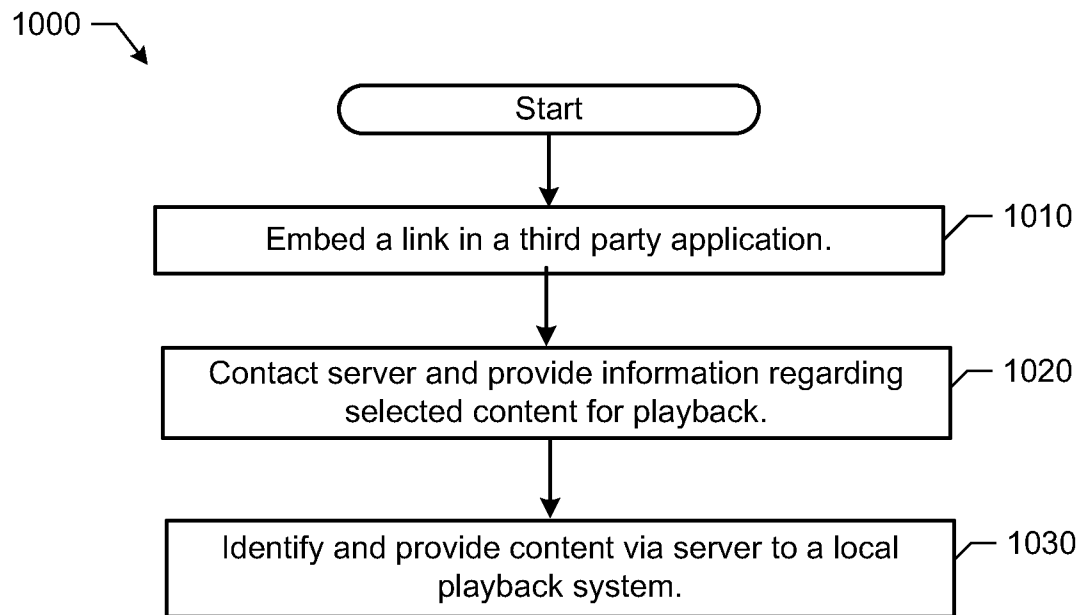 1000
Start
Embed a link in a third party application.
1010
Contact server and provide information regarding
selected content for playback.
1020
Identify and provide content via server to a local
playback system.
1030